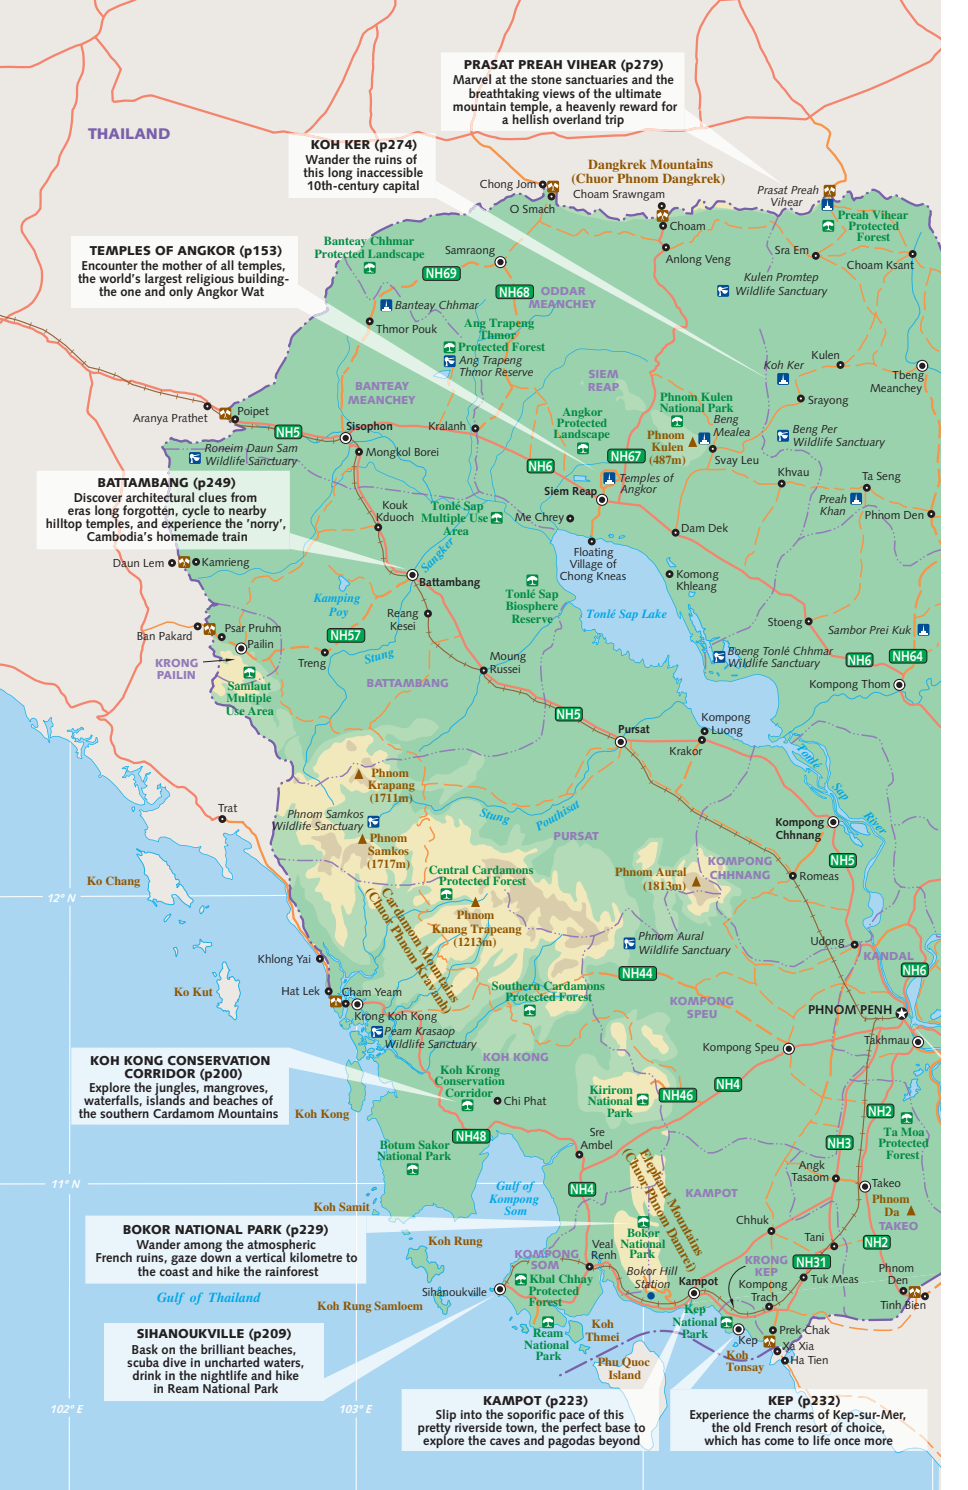 PRASAT PREAH VIHEAR (p279)
Marvel at the stone sanctuaries and the
breathtaking views of the ultimate
mountain temple, a heavenly reward for
a hellish overland trip
THAILAND
KOH KER (p274)
Wander the ruins of
this long inaccessible
10th-century capital
Dangkrek Mountains
(Chuor Phnom Dangkrek)
Chong Jom
O Smach
Choam Srawngam
Choam
Anlong Veng
Prasat Preah
Vihear
Preah Vihear
Protected
Forest
Sra Em
Choam Ksant
TEMPLES OF ANGKOR (p153)
Encounter the mother of all temples,
the world's largest religious building-
the one and only Angkor Wat
Banteay Chhmar
Protected Landscape
Samraong
NH69
NH68
ODDAR
MEANCHEY
Kulen Promtep
Wildlife Sanctuary
Banteay Chhmar
Thmor Pouk
Ang Trapeng
Thmor
Protected Forest
Ang Trapeng
Thmor Reserve
Kulen
Koh Ker
Tbeng
Meanchey
Srayong
BANTEAY
MEANCHEY
SIEM
REAP
Phnom Kulen
National Park
Aranya Prathet
Poipet
NH5
Sisophon
Kralanh
Angkor
Protected
Landscape
Beng
Mealea
Phnom
Kulen
(487m)
Beng Per
Wildlife Sanctuary
Mongkol Borei
Roneim Daun Sam
Wildlife Sanctuary
NH6
NH67
Svay Leu
Khvau
Ta Seng
Temples of
Angkor
Siem Reap
Preah
Khan
Phnom Den
BATTAMBANG (p249)
Discover architectural clues from
eras long forgotten, cycle to nearby
hilltop temples, and experience the 'norry',
Cambodia's homemade train
Kouk
Kduoch
Tonlé Sap
Multiple Use
Area
Me Chrey
Dam Dek
Floating
Village of
Chong Kneas
Sangker
Daun Lem
Kamrieng
Battambang
Komong
Khleang
Kamping
Poy
Tonlé Sap
Biosphere
Reserve
Tonlé Sap Lake
Reang
Kesei
Stoeng
Sambor Prei Kuk
Ban Pakard
Psar Pruhm
Pailin
NH57
Treng
Stung
Moung
Russei
Boeng Tonlé Chhmar
Wildlife Sanctuary
NH6
NH64
KRONG
PAILIN
Samlaut
Multiple
Use Area
BATTAMBANG
Kompong Thom
NH5
Pursat
Kompong
Luong
Krakor
Tonlé
Sap
River
Phnom
Krapang
(1711m)
Trat
Phnom Samkos
Wildlife Sanctuary
Phnom
Samkos
(1717m)
Stung
Pouthisat
PURSAT
Kompong
Chhnang
NH5
Ko Chang
Central Cardamons
Protected Forest
Phnom Aural
(1813m)
KOMPONG
CHHNANG
Romeas
12° N
Cardamom Mountains
(Chuor Phnom Kravanh)
Phnom
Knang Trapeang
(1213m)
Phnom Aural
Wildlife Sanctuary
Udong
KANDAL
Khlong Yai
NH44
NH6
Ko Kut
Hat Lek
Cham Yeam
Krong Koh Kong
Southern Cardamons
Protected Forest
KOMPONG
SPEU
PHNOM PENH
Peam Krasaop
Wildlife Sanctuary
Kompong Speu
Takhmau
KOH KONG
KOH KONG CONSERVATION
CORRIDOR (p200)
Explore the jungles, mangroves,
waterfalls, islands and beaches of
the southern Cardamom Mountains
Koh Krong
Conservation
Corridor
Chi Phat
Kirirom
National
Park
NH46
NH4
NH2
Koh Kong
NH48
Sre
Ambel
NH3
Ta Moa
Protected
Forest
Botum Sakor
National Park
Angk
Tasaom
11° N
Gulf of
Kompong
Som
NH4
Elephant Mountains
(Chuor Phnom Damrei)
KAMPOT
Takeo
Phnom
Da
Koh Samit
TAKEO
BOKOR NATIONAL PARK (p229)
Wander among the atmospheric
French ruins, gaze down a vertical kilometre to
the coast and hike the rainforest
Koh Rung
KOMPONG
SOM
Veal
Renh
Bokor
National
Park
Chhuk
Tani
NH2
KRONG
KEP
NH31
Bokor Hill
Station
Kampot
Kompong
Trach
Tuk Meas
Phnom
Den
Tinh Bien
Gulf of Thailand
Koh Rung Samloem
Sihanoukville
Kbal Chhay
Protected
Forest
Kep
National
Park
Kep
Prek Chak
Xa Xia
Ha Tien
SIHANOUKVILLE (p209)
Bask on the brilliant beaches,
scuba dive in uncharted waters,
drink in the nightlife and hike
in Ream National Park
Ream
National
Park
Koh
Thmei
Phu Quoc
Island
Koh
Tonsay
102° E
103° E
KAMPOT (p223)
Slip into the soporific pace of this
pretty riverside town, the perfect base to
explore the caves and pagodas beyond
KEP (p232)
Experience the charms of Kep-sur-Mer,
the old French resort of choice,
which has come to life once more